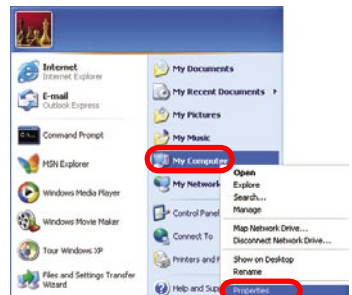 Internet
Internet Explorer
E-mail
Outlook Express
Command Prompt
MSN Explorer
Windows Media Player
Windows Movie Maker
Tour Windows XP
Files and Settings Transfer
Wizard
My Documents
My Recent Documents
My Pictures
My Music
My Computer
My Network
Control Panel
Connect To
Printers and F
Help and Sup
Open
Explore
Search...
Manage
Map Network Drive...
Disconnect Network Drive...
Show on Desktop
Rename
Properties